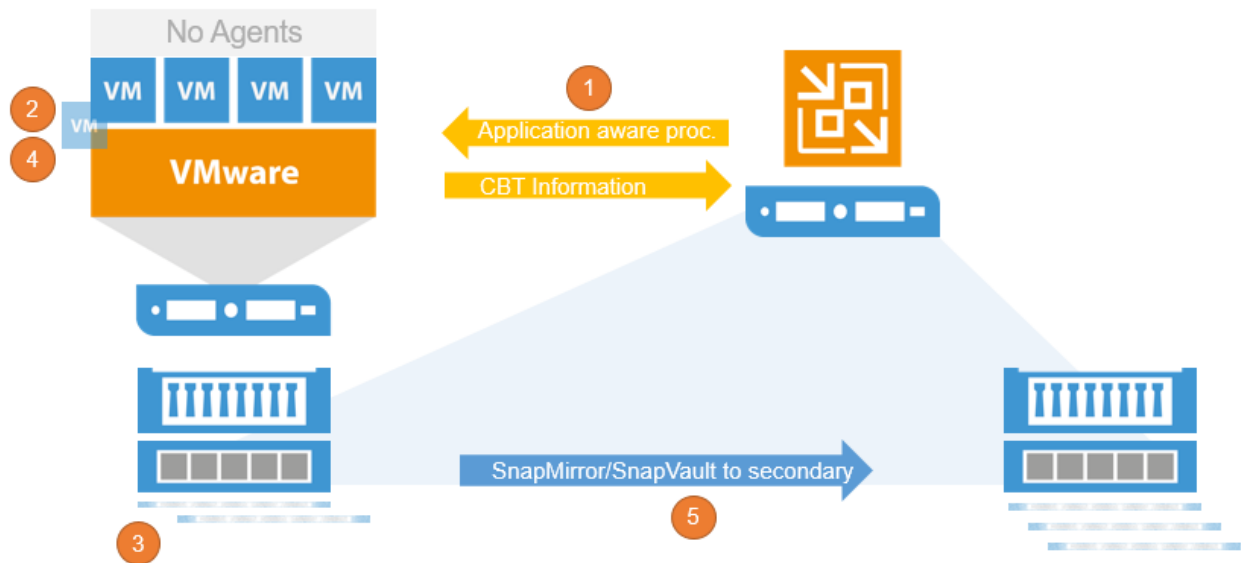 No Agents
VM VM VM VM
1
2
VM
Application aware proc.
4
VMware
CBT Information
SnapMirror/SnapVault to secondary
5
3